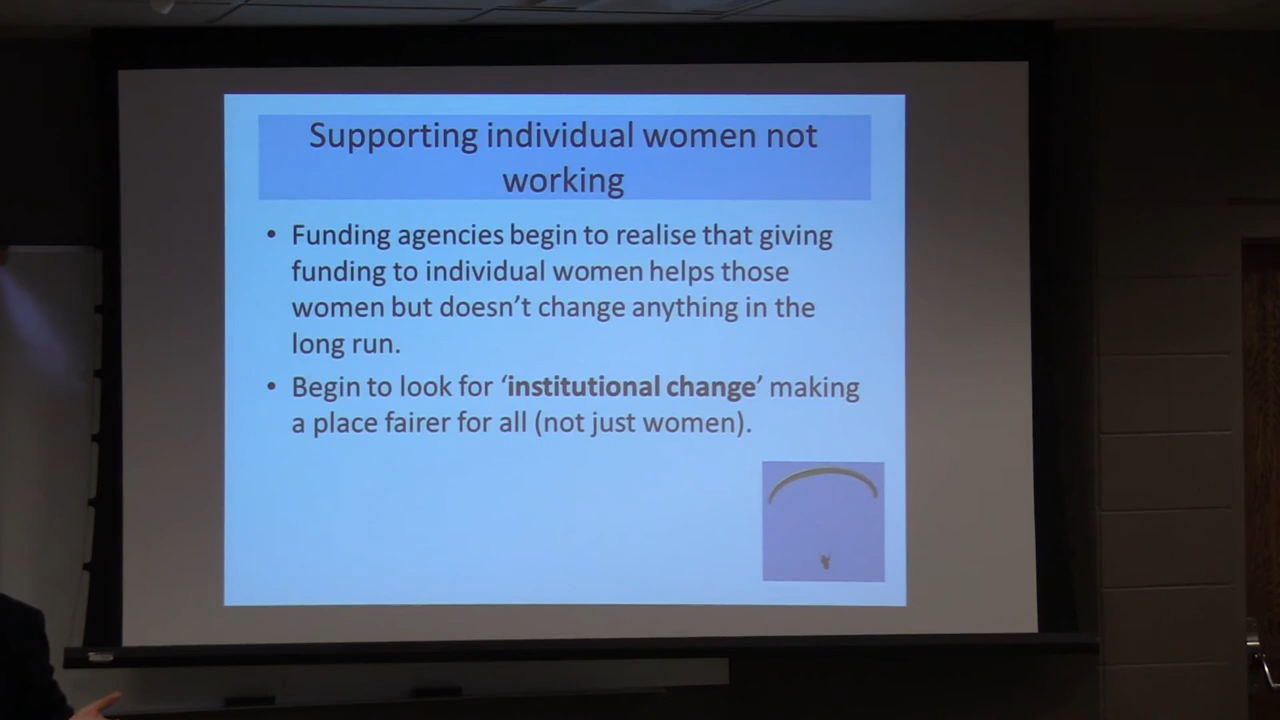 Supporting individual women not
working
• Funding agencies begin to realise that giving
funding to individual women helps those
women but doesn't change anything in the
long run.
• Begin to look for ‘institutional change’ making
a place fairer for all (not just women).